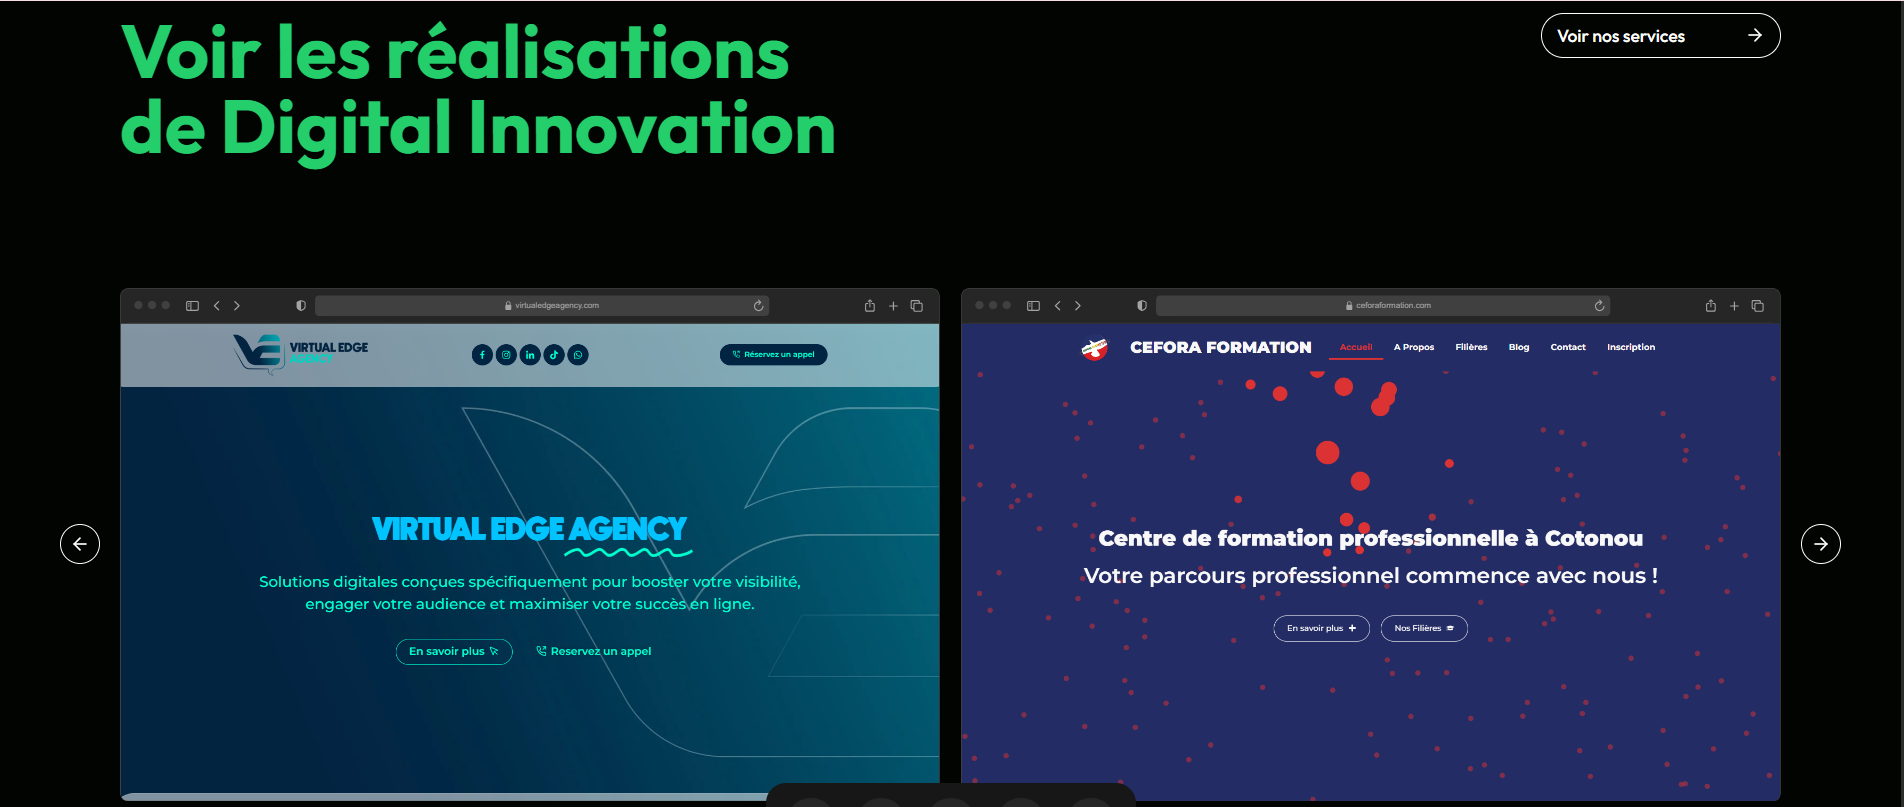 Voir les réalisations
de Digital Innovation
Voir nos services
virtualedgeagency.com
VIRTUAL EDGE
AGENCY
Réservez un appel
VIRTUAL EDGE AGENCY
Solutions digitales conçues spécifiquement pour booster votre visibilité,
engager votre audience et maximiser votre succès en ligne.
En savoir plus
Reservez un appel
ceforaformation.com
CEFORA FORMATION
Accueil
A Propos
Filières
Blog
Contact
Inscription
Centre de formation professionnelle à Cotonou
Votre parcours professionnel commence avec nous !
En savoir plus
Nos Filières